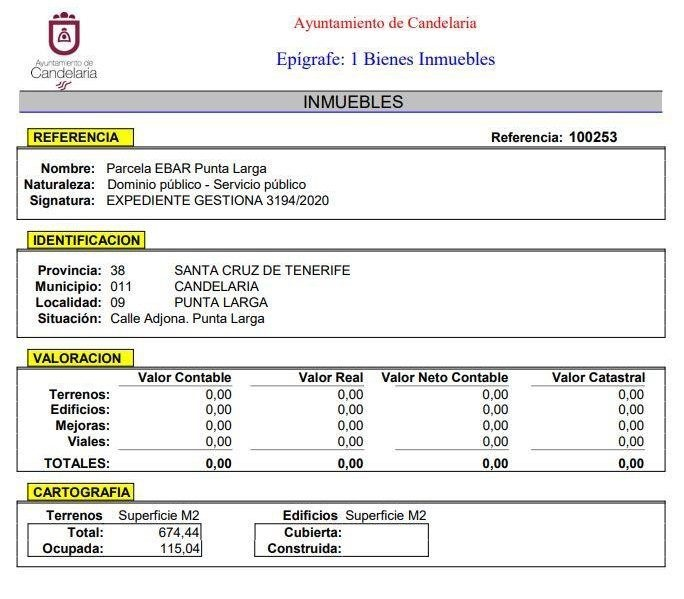 Ayuntamiento de
Candelaria
Ayuntamiento de Candelaria
Epígrafe: 1 Bienes Inmuebles
INMUEBLES
REFERENCIA Referencia: 100253
Nombre: Parcela EBAR Punta Larga
Naturaleza: Dominio público - Servicio público
Signatura: EXPEDIENTE GESTIONA 3194/2020
IDENTIFICACION
Provincia: 38 SANTA CRUZ DE TENERIFE
Municipio: 011 CANDELARIA
Localidad: 09 PUNTA LARGA
Situación: Calle Adjona. Punta Larga
VALORACION
Valor Contable Valor Real Valor Neto Contable Valor Catastral
Terrenos: 0,00 0,00 0,00 0,00
Edificios: 0,00 0,00 0,00 0,00
Mejoras: 0,00 0,00 0,00 0,00
Viales: 0,00 0,00 0,00 0,00
TOTALES: 0,00 0,00 0,00 0,00
CARTOGRAFIA
Terrenos Superficie M2 Edificios Superficie M2
Total: 674,44 Cubierta:
Ocupada: 115,04 Construida: